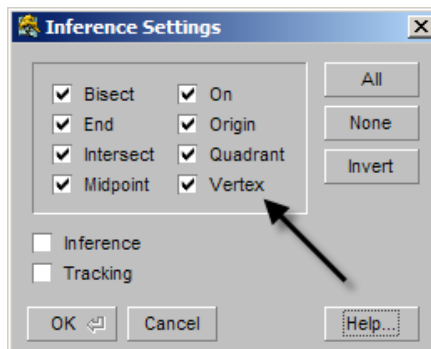 Inference Settings
Bisect On All
End Origin None
Intersect Quadrant Invert
Midpoint Vertex
Inference
Tracking
OK Cancel Help...